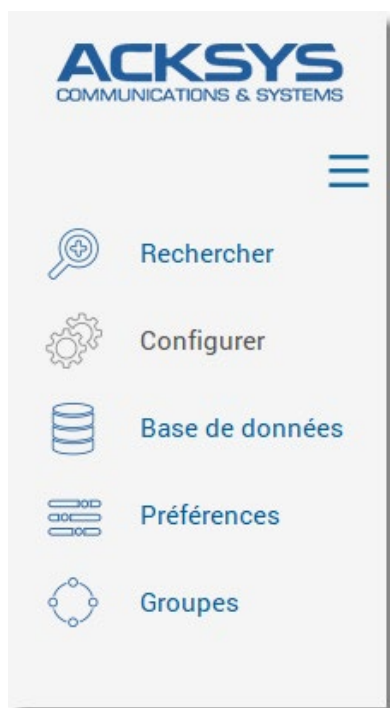 ACKSYS
COMMUNICATIONS & SYSTEMS
Rechercher
Configurer
Base de données
Préférences
Groupes